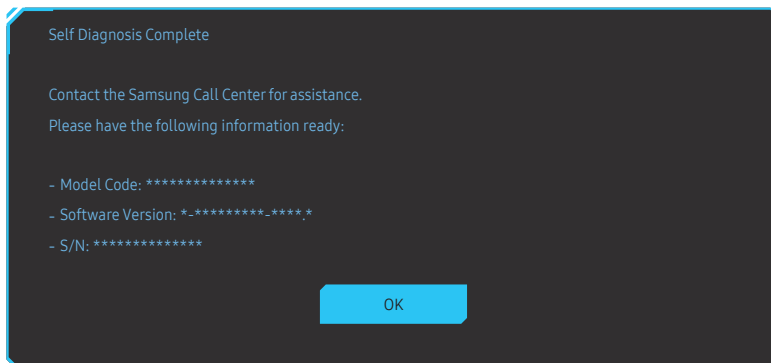 Self Diagnosis Complete
Contact the Samsung Call Center for assistance.
Please have the following information ready:
- Model Code: **************
- Software Version: *-*********-****.*
- S/N: **************
OK